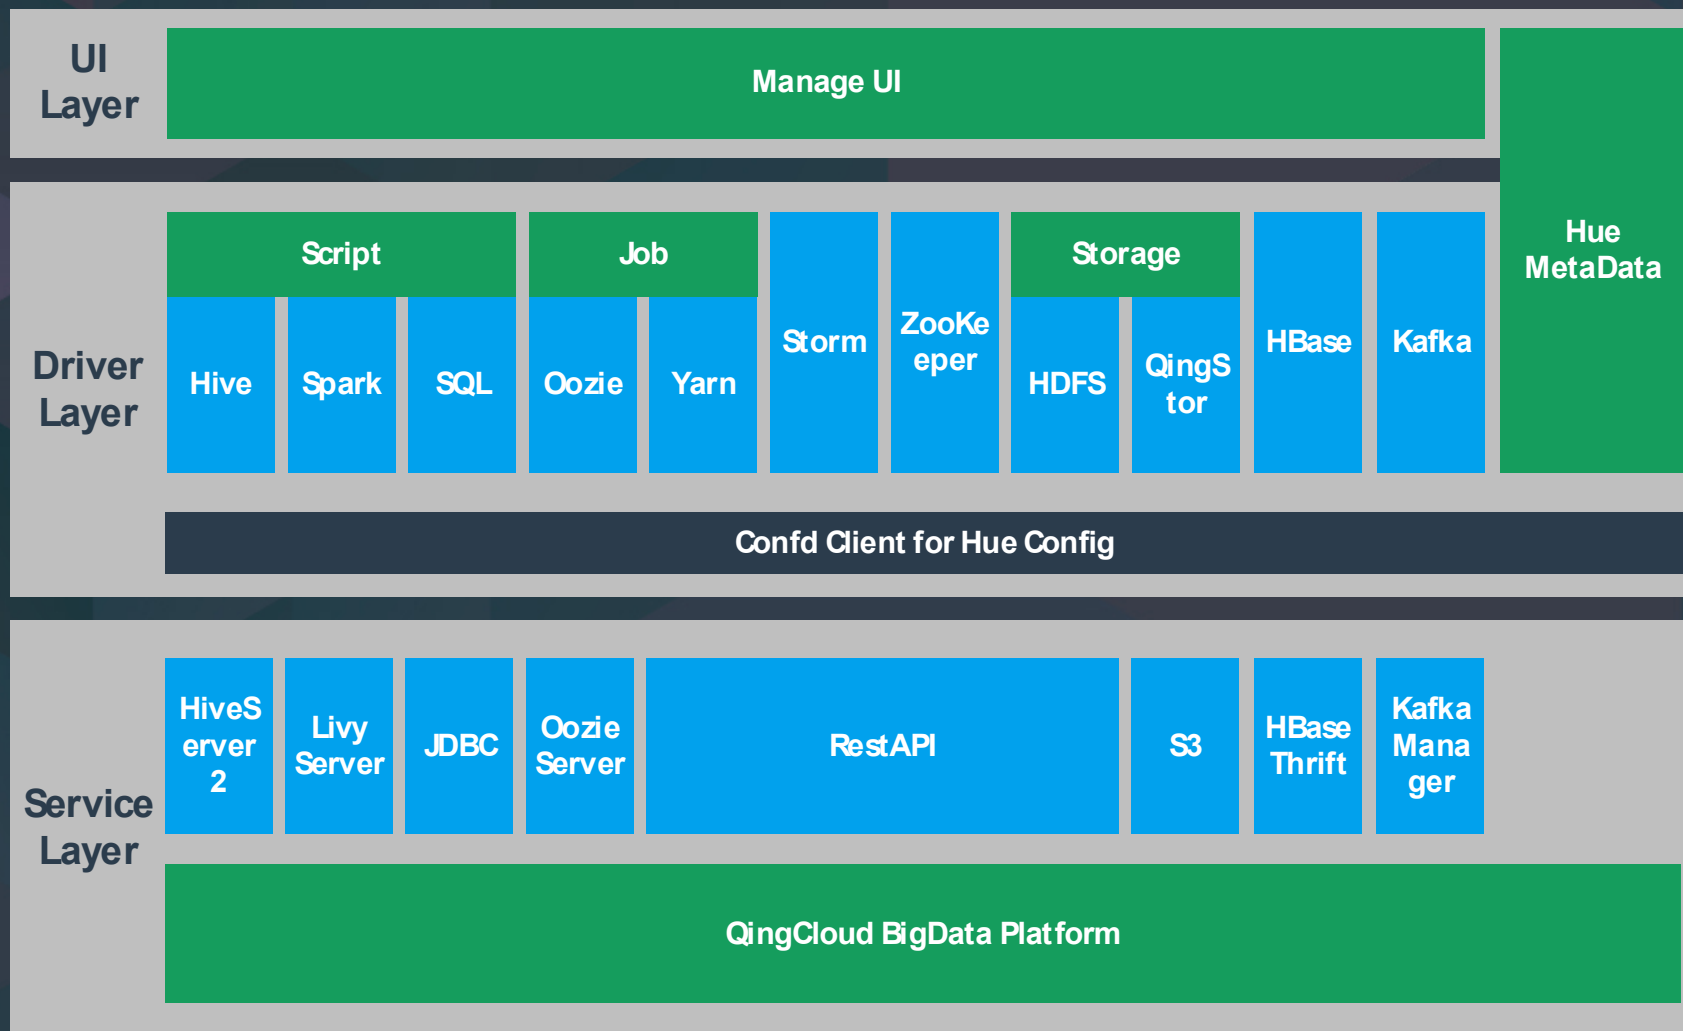 UI
Layer
Manage UI
Hue
MetaData
Driver
Layer
Script
Job
Storage
Hive
Spark
SQL
Oozie
Yarn
Storm
ZooKe
eper
HDFS
QingS
tor
HBase
Kafka
Confd Client for Hue Config
Service
Layer
HiveS
erver
2
Livy
Server
JDBC
Oozie
Server
RestAPI
S3
HBase
Thrift
Kafka
Mana
ger
QingCloud BigData Platform